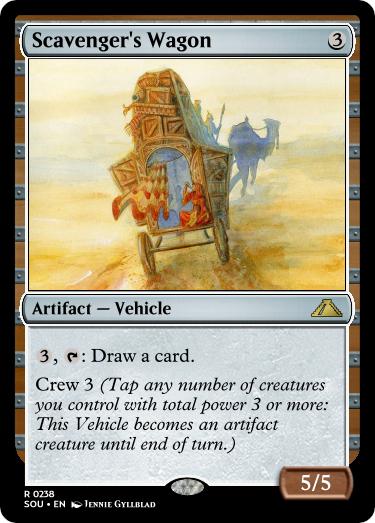 Scavenger's Wagon 3
Artifact — Vehicle
3, T: Draw a card.
Crew 3 (Tap any number of creatures
you control with total power 3 or more:
This Vehicle becomes an artifact
creature until end of turn.)
5/5
R 0238
SOU • EN Jennie Gyllblad